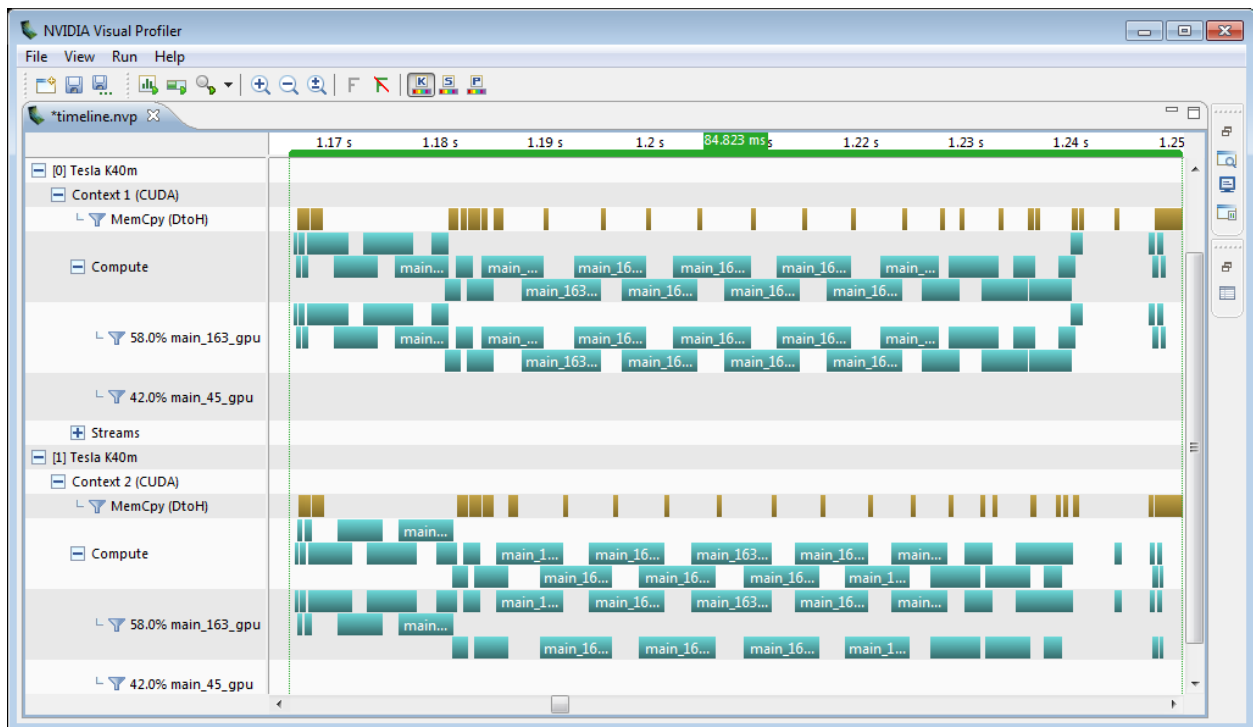 NVIDIA Visual Profiler
File View Run Help
F K S P
*timeline.nvp
1.17 s 1.18 s 1.19 s 1.2 s 84.823 ms s 1.22 s 1.23 s 1.24 s 1.25
[0] Tesla K40m
Context 1 (CUDA)
MemCpy (DtoH)
Compute
main... main_... main_16... main_16... main_16... main_...
main_163... main_16... main_16... main_16...
58.0% main_163_gpu
main... main_... main_16... main_16... main_16... main_...
main_163... main_16... main_16... main_16...
42.0% main_45_gpu
Streams
[1] Tesla K40m
Context 2 (CUDA)
MemCpy (DtoH)
main...
Compute
main_1... main_16... main_163... main_16... main...
main_16... main_16... main_16... main_1...
main_1... main_16... main_163... main_16... main...
58.0% main_163_gpu
main...
main_16... main_16... main_16... main_1...
42.0% main_45_gpu